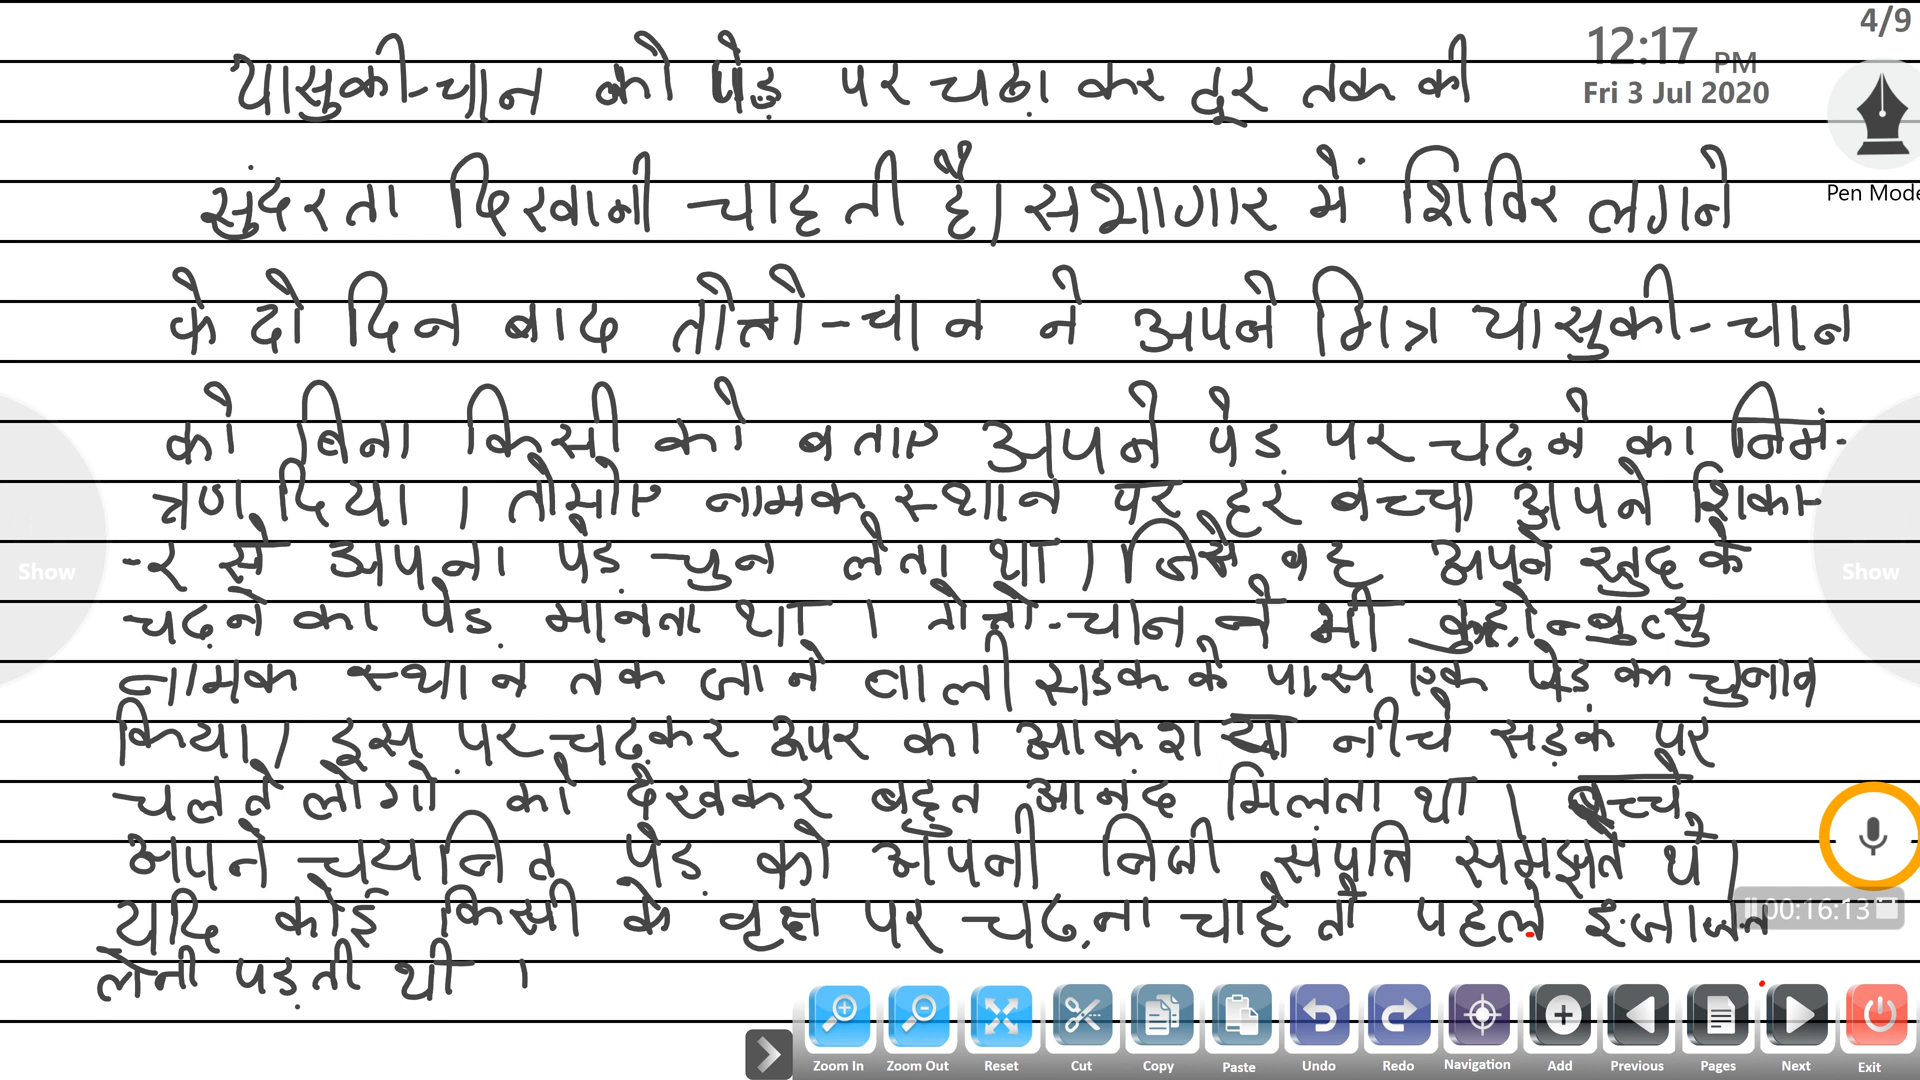 4/9
12:17 PM
Fri 3 Jul 2020
Pen Mode
यासुकी-चान को पेड़ पर चढ़ा कर दूर तक की
सुंदरता दिखानी चाहती है। सभागार में शिविर लगने
के दो दिन बाद तोत्तो-चान ने अपने मित्र यासुकी-चान
को बिना किसी को बताए अपने पेड़ पर चढ़ने का निमं-
त्रण दिया । तोमोए नामक स्थान पर हर बच्चा अपने शिका-
-र से अपना पेड़ चुन लेता था। जिसे वह अपने खुद के
चढ़ने का पेड़ मानता था । तोत्तो-चान ने भी
नामक स्थान तक जाने वाली सडक के पास एक पेड़ का चुनाव
किया। इस पर चढ़कर ऊपर का आकाश या नीचे सड़क पर
चलते लोगो को देखकर बहुत आनंद मिलता था । बच्चे
अपने चयनित पेड़ को अपनी निजी संपत्ति समझते थे।
यदि कोई किसी के वृक्ष पर चढ़ना चाहे तो पहले इजाजत
लेनी पड़ती थी ।
Show
Show
00:16:13
Zoom In Zoom Out Reset Cut Copy Paste Undo Redo Navigation Add Previous Pages Next Exit